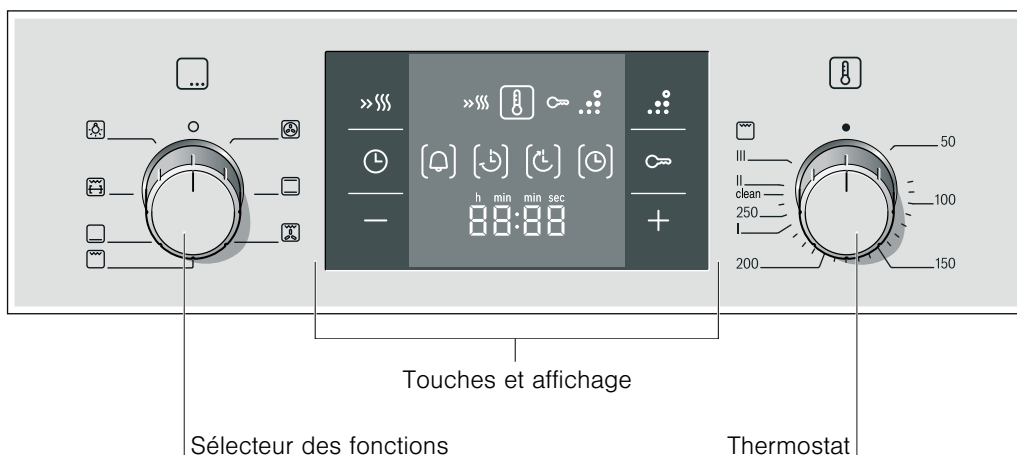 50
III
II
clean
100
250
I
h min min sec
88:88
200
150
Touches et affichage
Sélecteur des fonctions
Thermostat